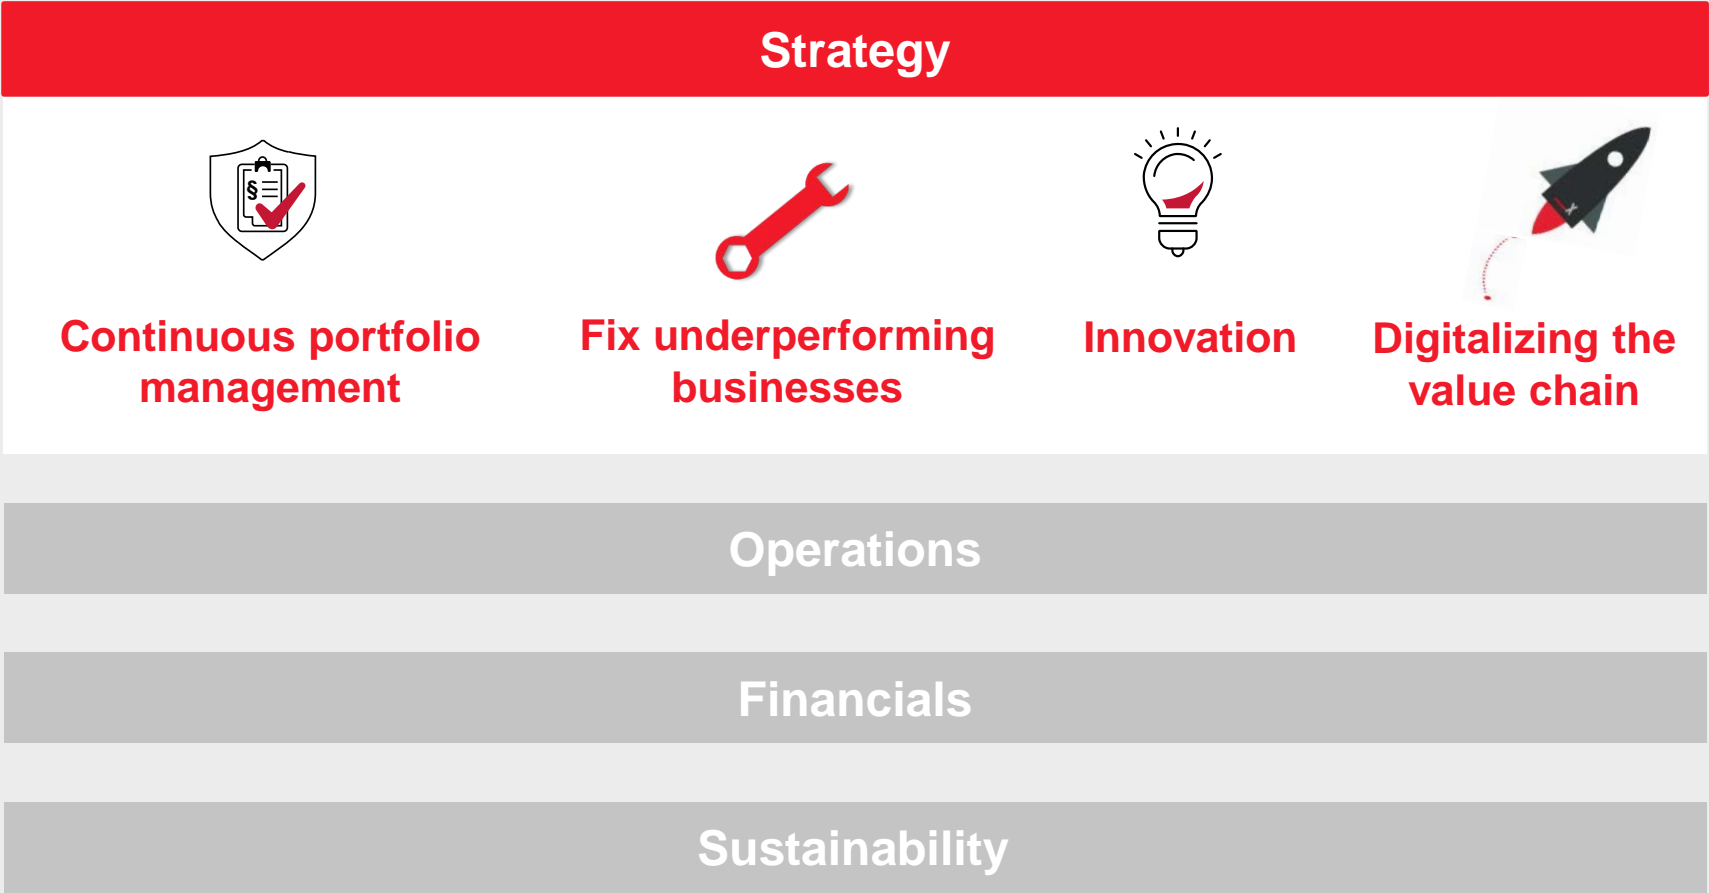 Strategy
§
X
Continuous portfolio
management
Fix underperforming
businesses
Innovation
Digitalizing the
value chain
Operations
Financials
Sustainability